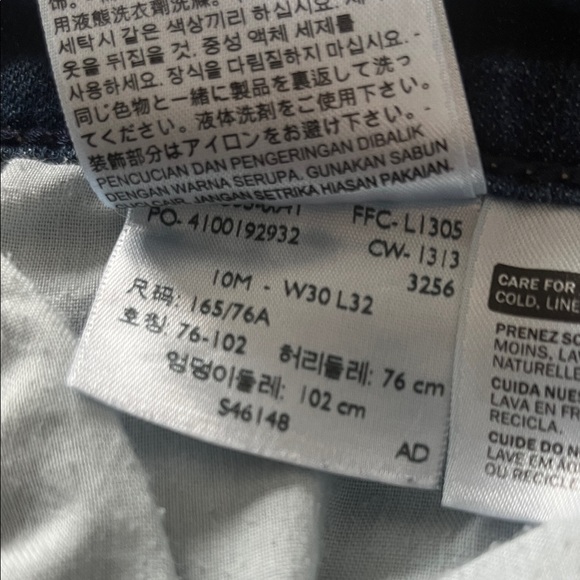 用液態洗衣劑洗滌
세탁시 같은 색상끼리 하십시요. 제
옷을 뒤집을 것. 중성 액체 세제를
사용하세요. 장식을 다림질하지 마십시요.
同じ色物と一緒に製品を裏返して洗っ
てください。液体洗剤をご使用ください。
装飾部分はアイロンをお避け下さい.
PENCUCIAN DAN PENGERINGAN DIBALIK
DENGAN WARNA SERUPA. GUNAKAN SABUN
JANGAN SETRIKA HIASAN PAKAIAN.
PO- 4100192932
FFC- L1305
CW- 1313
3256
10M - W30 L32
尺码: 165/76A
호칭: 76-102
허리둘레: 76 cm
엉덩이둘레: 102 cm
S46148
AD
CARE FOR
COLD, LINE
PRENEZ SO
MOINS, LAV
NATURELLE
CUIDA NUES
LAVA EN FR
RECICLA.
CUIDE DO NO
LAVE EM ÁG
OU RECICLE